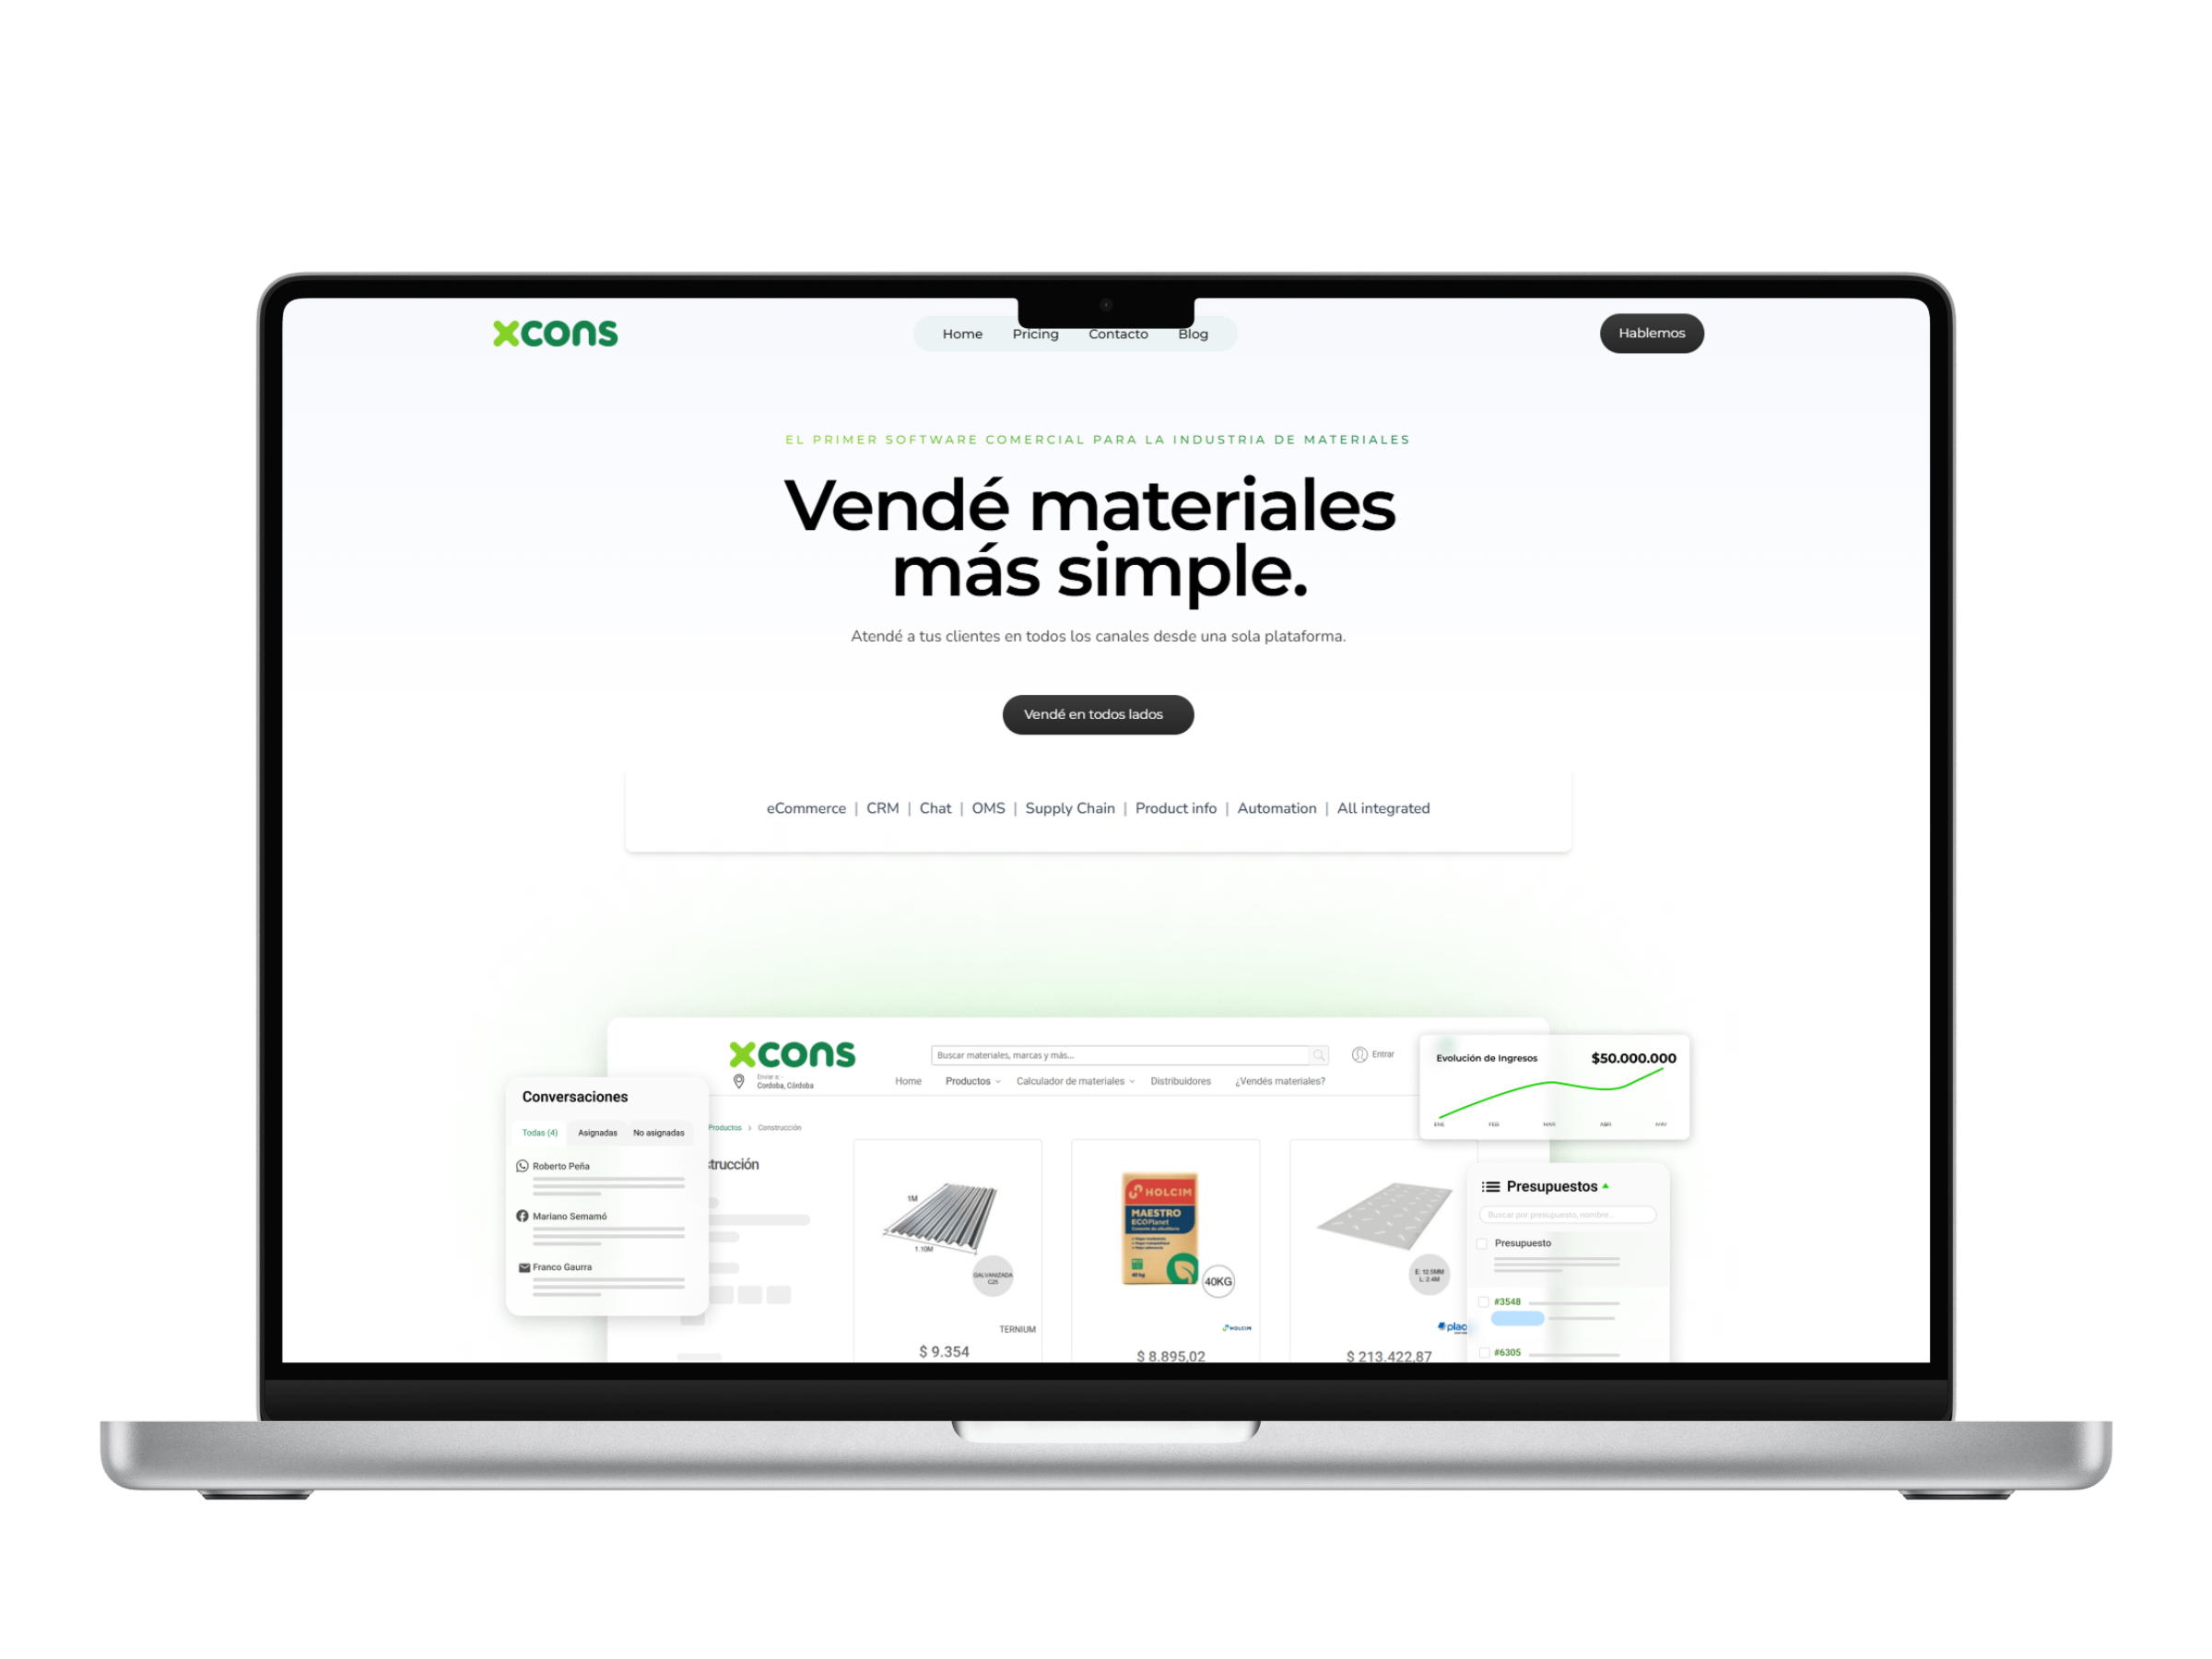 xcons
Home Pricing Contacto Blog
Hablemos
EL PRIMER SOFTWARE COMERCIAL PARA LA INDUSTRIA DE MATERIALES
Vendé materiales
más simple.
Atendé a tus clientes en todos los canales desde una sola plataforma.
Vendé en todos lados
eCommerce | CRM | Chat | OMS | Supply Chain | Product info | Automation | All integrated
xcons
Buscar materiales, marcas y más...
Entrar
Enviar a:
Cordoba, Córdoba
Home Productos Calculador de materiales Distribuidores ¿Vendés materiales?
Productos > Construcción
strucción
Conversaciones
Todas (4) Asignadas No asignadas
Roberto Peña
Mariano Semamó
Franco Gaurra
1M
1.10M
GALVANIZADA
C25
TERNIUM
$ 9.354
HOLCIM
MAESTRO
ECOPlanet
40 kg
40KG
HOLCIM
$ 8.895,02
E: 12.5MM
L: 2.4M
plac
$ 213.422,87
Evolución de Ingresos $50.000.000
ENE FEB MAR ABR MAY
Presupuestos
Buscar por presupuesto, nombre...
Presupuesto
#3548
#6305